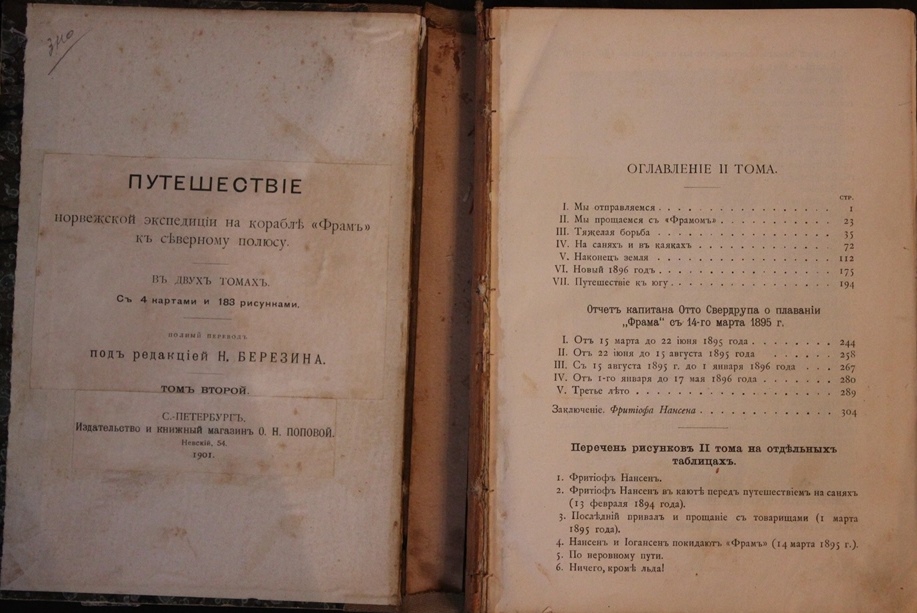 ПУТЕШЕСТВІЕ
норвежской экспедиціи на кораблѣ «Фрамъ»
къ сѣверному полюсу.
ВЪ ДВУХЪ ТОМАХЪ.
Съ 4 картами и 183 рисунками.
ПОЛНЫЙ ПЕРЕВОДЪ
подъ редакціей Н. БЕРЕЗИНА.
ТОМЪ ВТОРОЙ.
С.-ПЕТЕРБУРГЪ.
Издательство и книжный магазинъ О. Н. ПОПОВОЙ.
Невскій, 54.
1901.
ОГЛАВЛЕНІЕ II ТОМА.
СТР.
I. Мы отправляемся . . . . . . . . . . . . . . . 1
II. Мы прощаемся съ «Фрамомъ» . . . . . . . . . 23
III. Тяжелая борьба . . . . . . . . . . . . . . . 35
IV. На саняхъ и въ каякахъ . . . . . . . . . . . 72
V. Наконецъ земля . . . . . . . . . . . . . . . 112
VI. Новый 1896 годъ . . . . . . . . . . . . . . . 175
VII. Путешествіе къ югу . . . . . . . . . . . . . . 194
Отчетъ капитана Отто Свердрупа о плаваніи
„Фрама“ съ 14-го марта 1895 г.
I. Отъ 15 марта до 22 іюня 1895 года . . . . . . . . 244
II. Отъ 22 іюня до 15 августа 1895 года . . . . . . 258
III. Съ 15 августа 1895 г. до 1 января 1896 года . . . 267
IV. Отъ 1-го января до 17 мая 1896 года . . . . . . . 280
V. Третье лѣто . . . . . . . . . . . . . . . . . . 289
Заключеніе. Фритіофа Нансена . . . . . . . . . . . 304
Перечень рисунковъ II тома на отдѣльныхъ
таблицахъ.
1. Фритіофъ Нансенъ.
2. Фритіофъ Нансенъ въ каютѣ передъ путешествіемъ на саняхъ
(13 февраля 1894 года).
3. Послѣдній привалъ и прощаніе съ товарищами (1 марта
1895 года).
4. Нансенъ и Іогансенъ покидаютъ «Фрамъ» (14 марта 1895 г.).
5. По неровному пути.
6. Ничего, кромѣ льда!